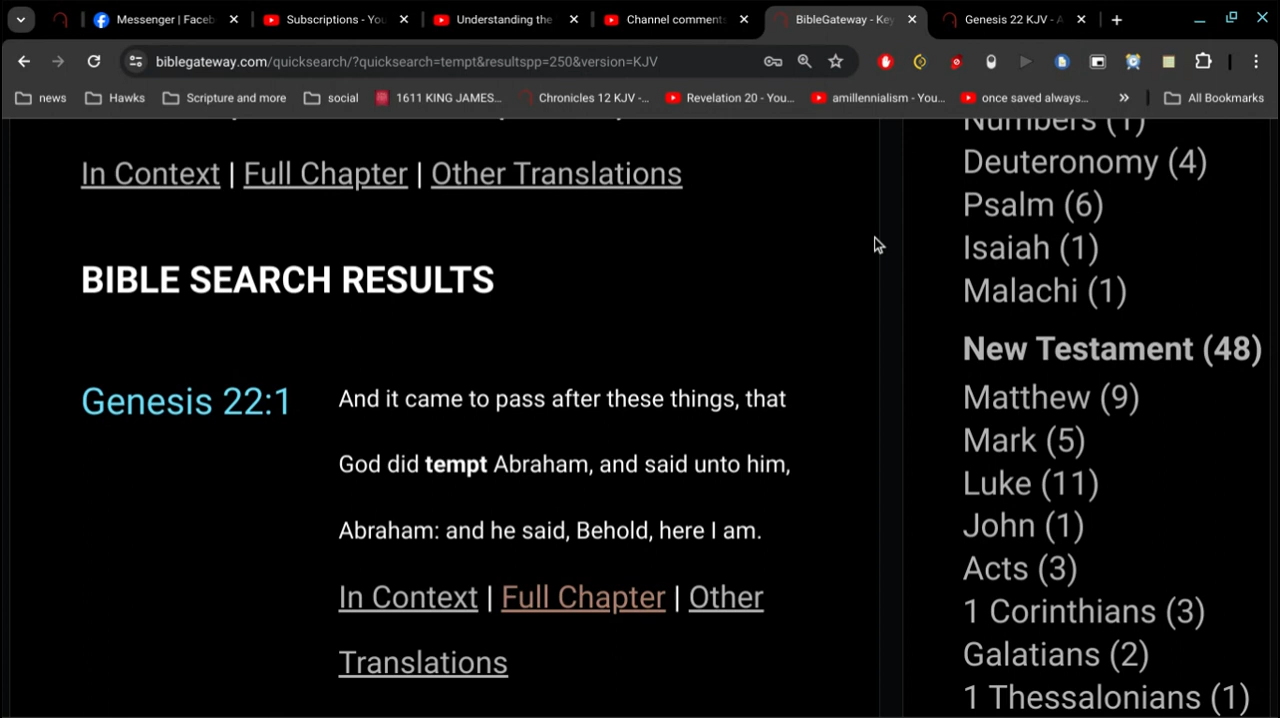 Messenger | Faceb
Subscriptions - You
Understanding the
Channel comments
BibleGateway - Key
Genesis 22 KJV - A
biblegateway.com/quicksearch/?quicksearch=tempt&resultspp=250&version=KJV
news
Hawks
Scripture and more
social
1611 KING JAMES...
Chronicles 12 KJV -...
Revelation 20 - You...
amillennialism - You...
once saved always...
All Bookmarks
In Context | Full Chapter | Other Translations
BIBLE SEARCH RESULTS
Genesis 22:1
And it came to pass after these things, that
God did tempt Abraham, and said unto him,
Abraham: and he said, Behold, here I am.
In Context | Full Chapter | Other
Translations
Numbers (1)
Deuteronomy (4)
Psalm (6)
Isaiah (1)
Malachi (1)
New Testament (48)
Matthew (9)
Mark (5)
Luke (11)
John (1)
Acts (3)
1 Corinthians (3)
Galatians (2)
1 Thessalonians (1)